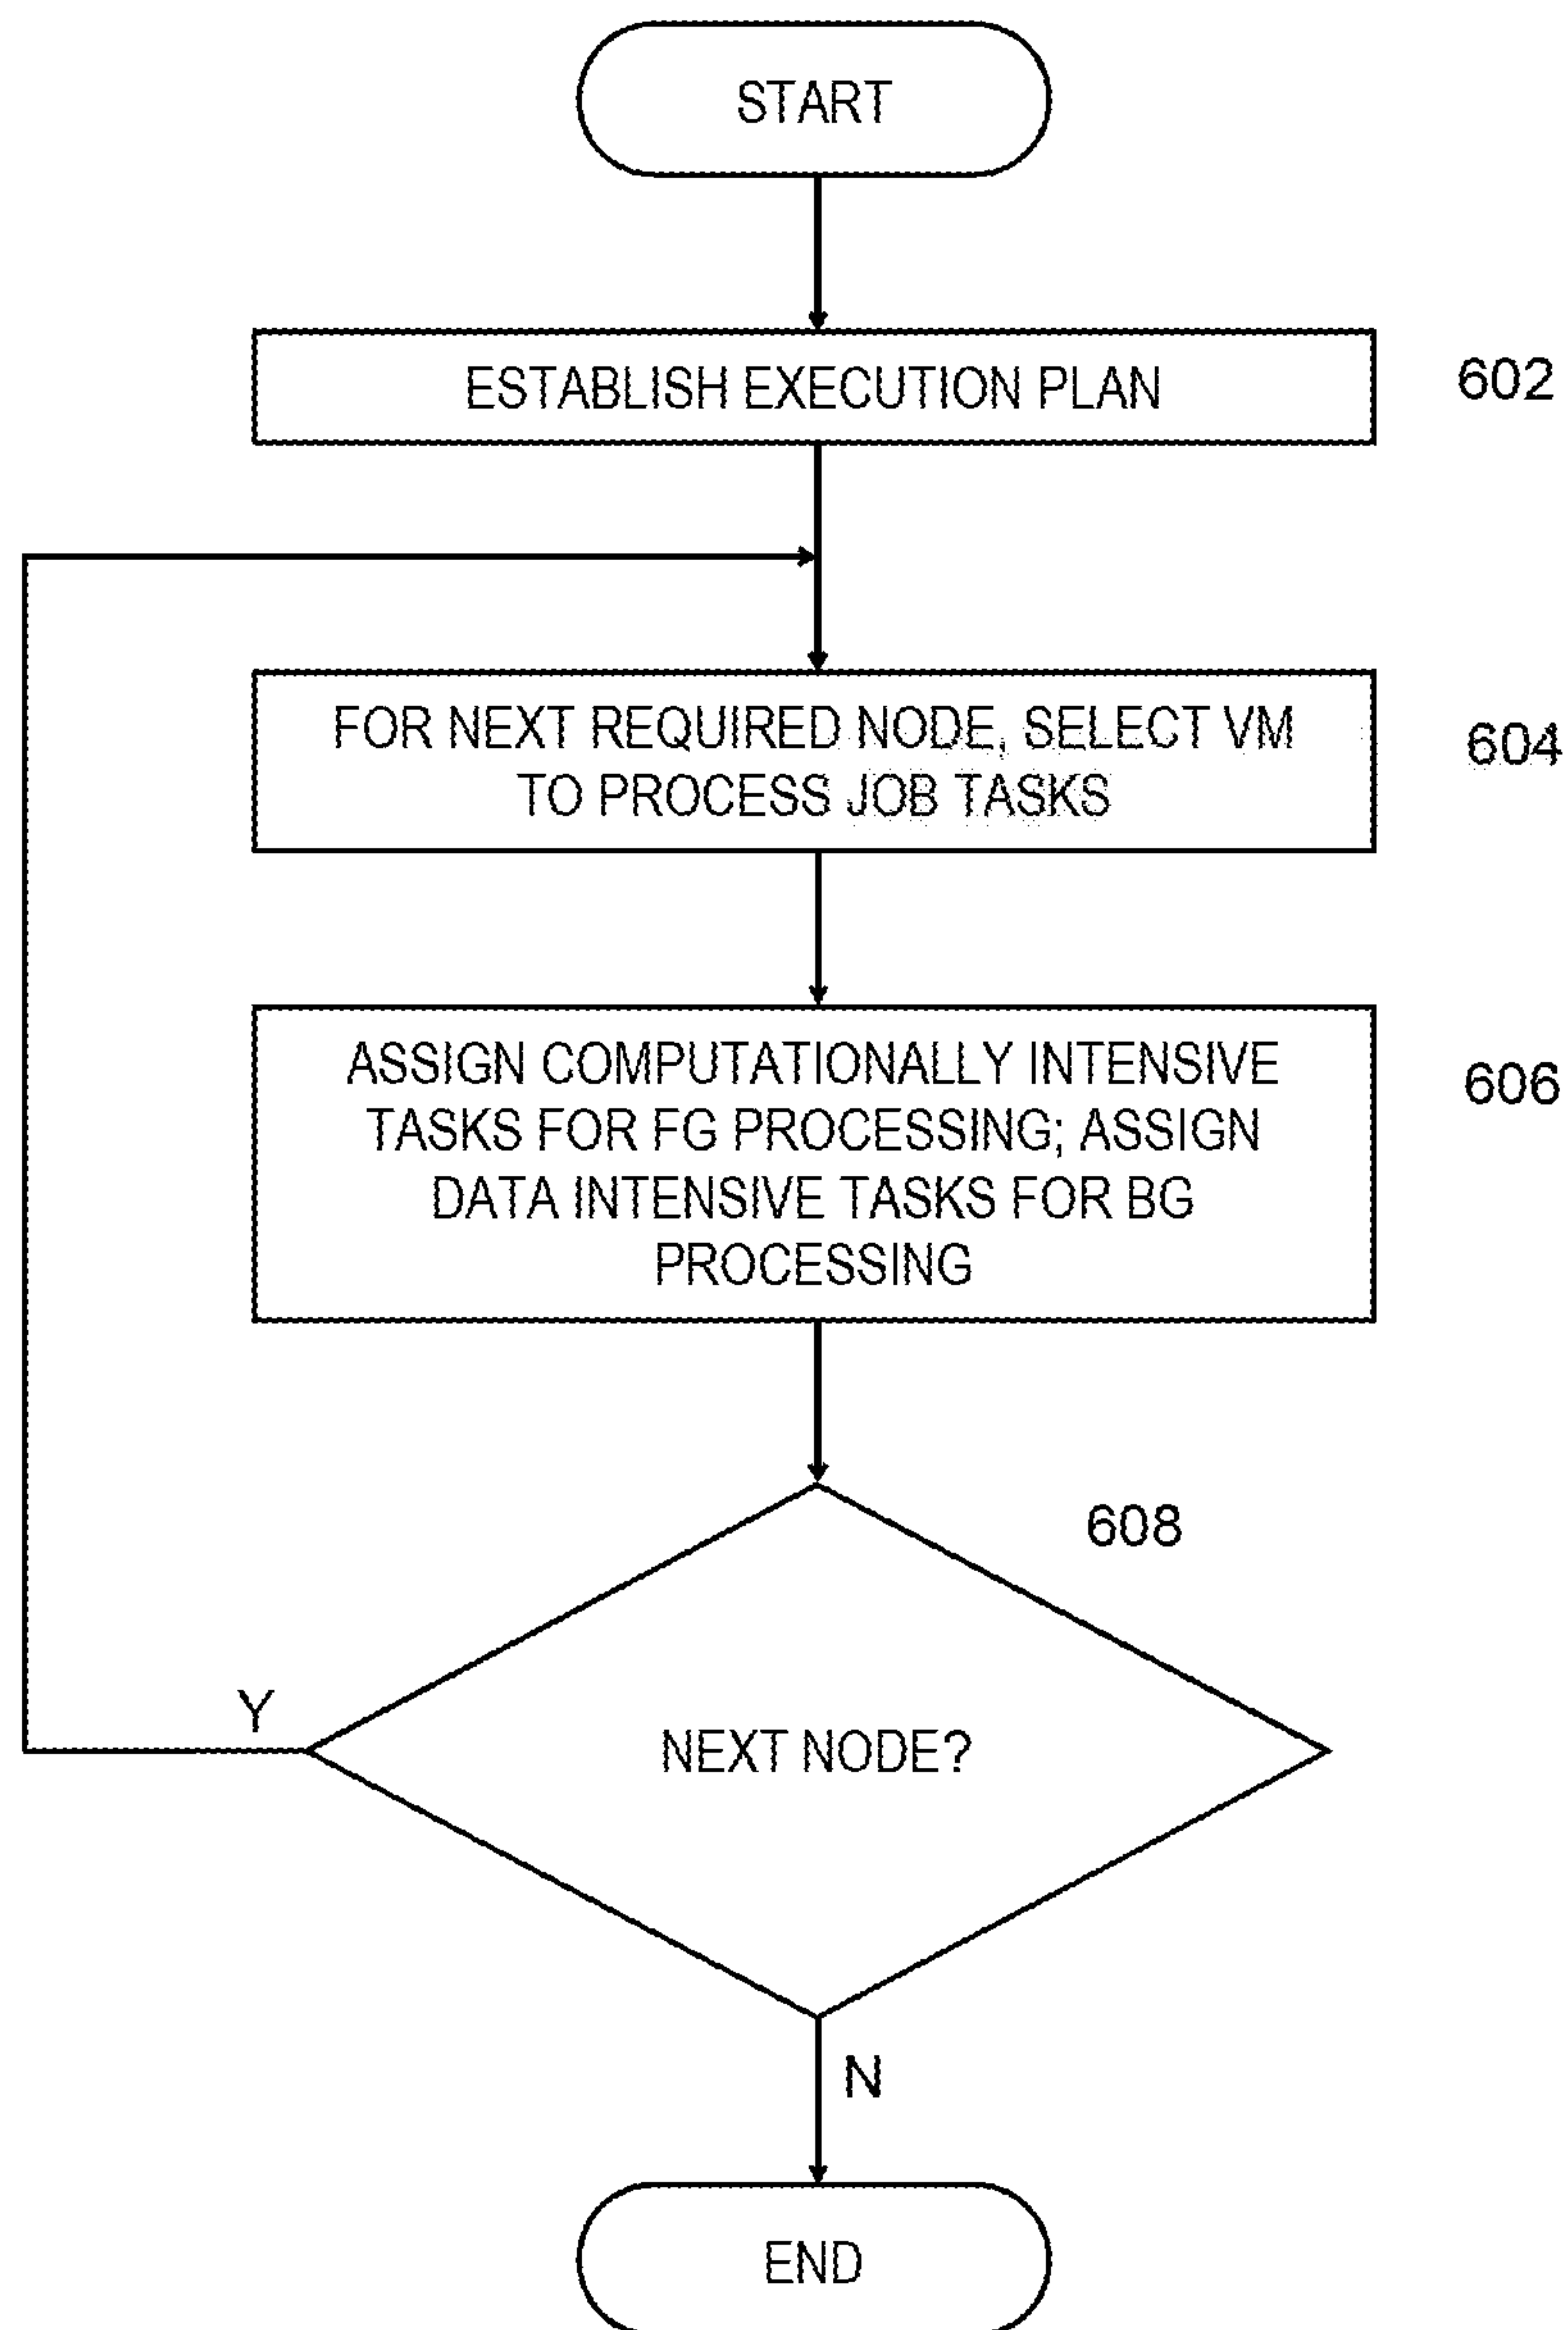 START
ESTABLISH EXECUTION PLAN
602
FOR NEXT REQUIRED NODE, SELECT VM
TO PROCESS JOB TASKS
604
ASSIGN COMPUTATIONALLY INTENSIVE
TASKS FOR FG PROCESSING; ASSIGN
DATA INTENSIVE TASKS FOR BG
PROCESSING
606
608
NEXT NODE?
Y
N
END